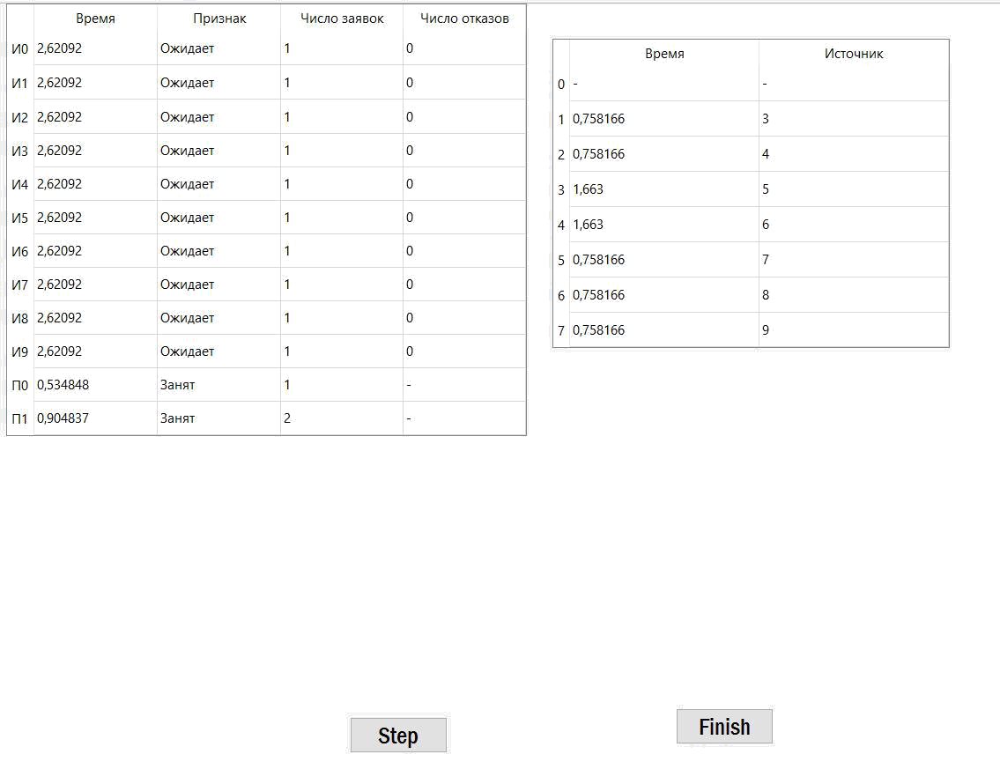 Время Признак Число заявок Число отказов
И0 2,62092 Ожидает 1 0
И1 2,62092 Ожидает 1 0
И2 2,62092 Ожидает 1 0
И3 2,62092 Ожидает 1 0
И4 2,62092 Ожидает 1 0
И5 2,62092 Ожидает 1 0
И6 2,62092 Ожидает 1 0
И7 2,62092 Ожидает 1 0
И8 2,62092 Ожидает 1 0
И9 2,62092 Ожидает 1 0
П0 0,534848 Занят 1 -
П1 0,904837 Занят 2 -
Время Источник
0 - -
1 0,758166 3
2 0,758166 4
3 1,663 5
4 1,663 6
5 0,758166 7
6 0,758166 8
7 0,758166 9
Step
Finish